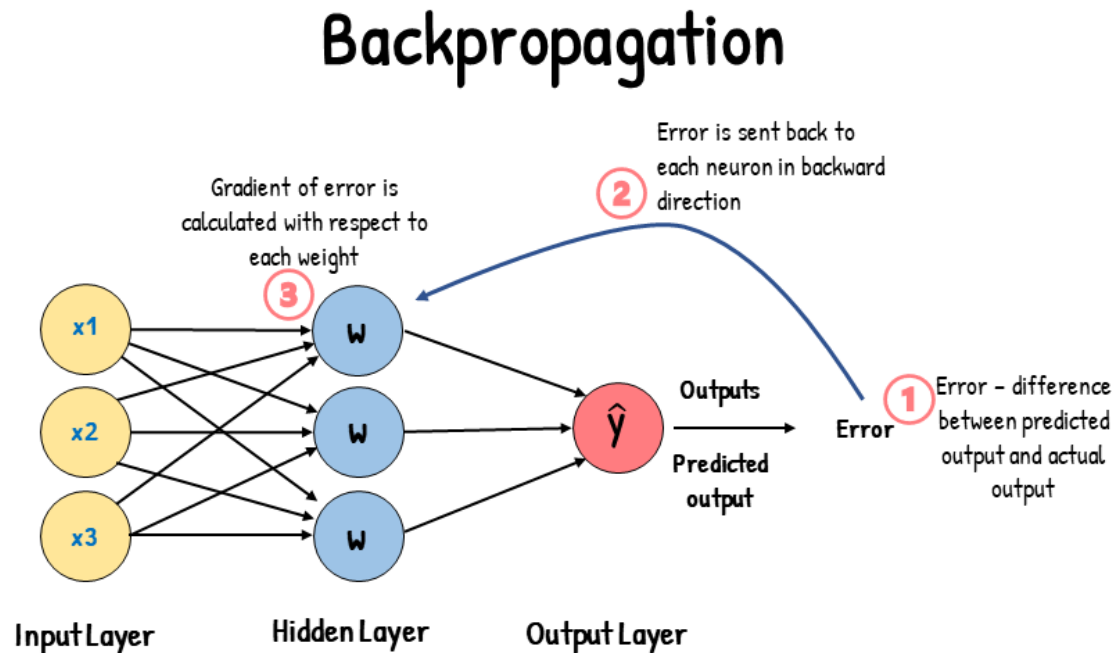 Backpropagation
Error is sent back to
each neuron in backward
direction
2
Gradient of error is
calculated with respect to
each weight
3
x1
x2
x3
w
w
w
ŷ
Outputs
Predicted
output
Error
1
Error - difference
between predicted
output and actual
output
Input Layer
Hidden Layer
Output Layer